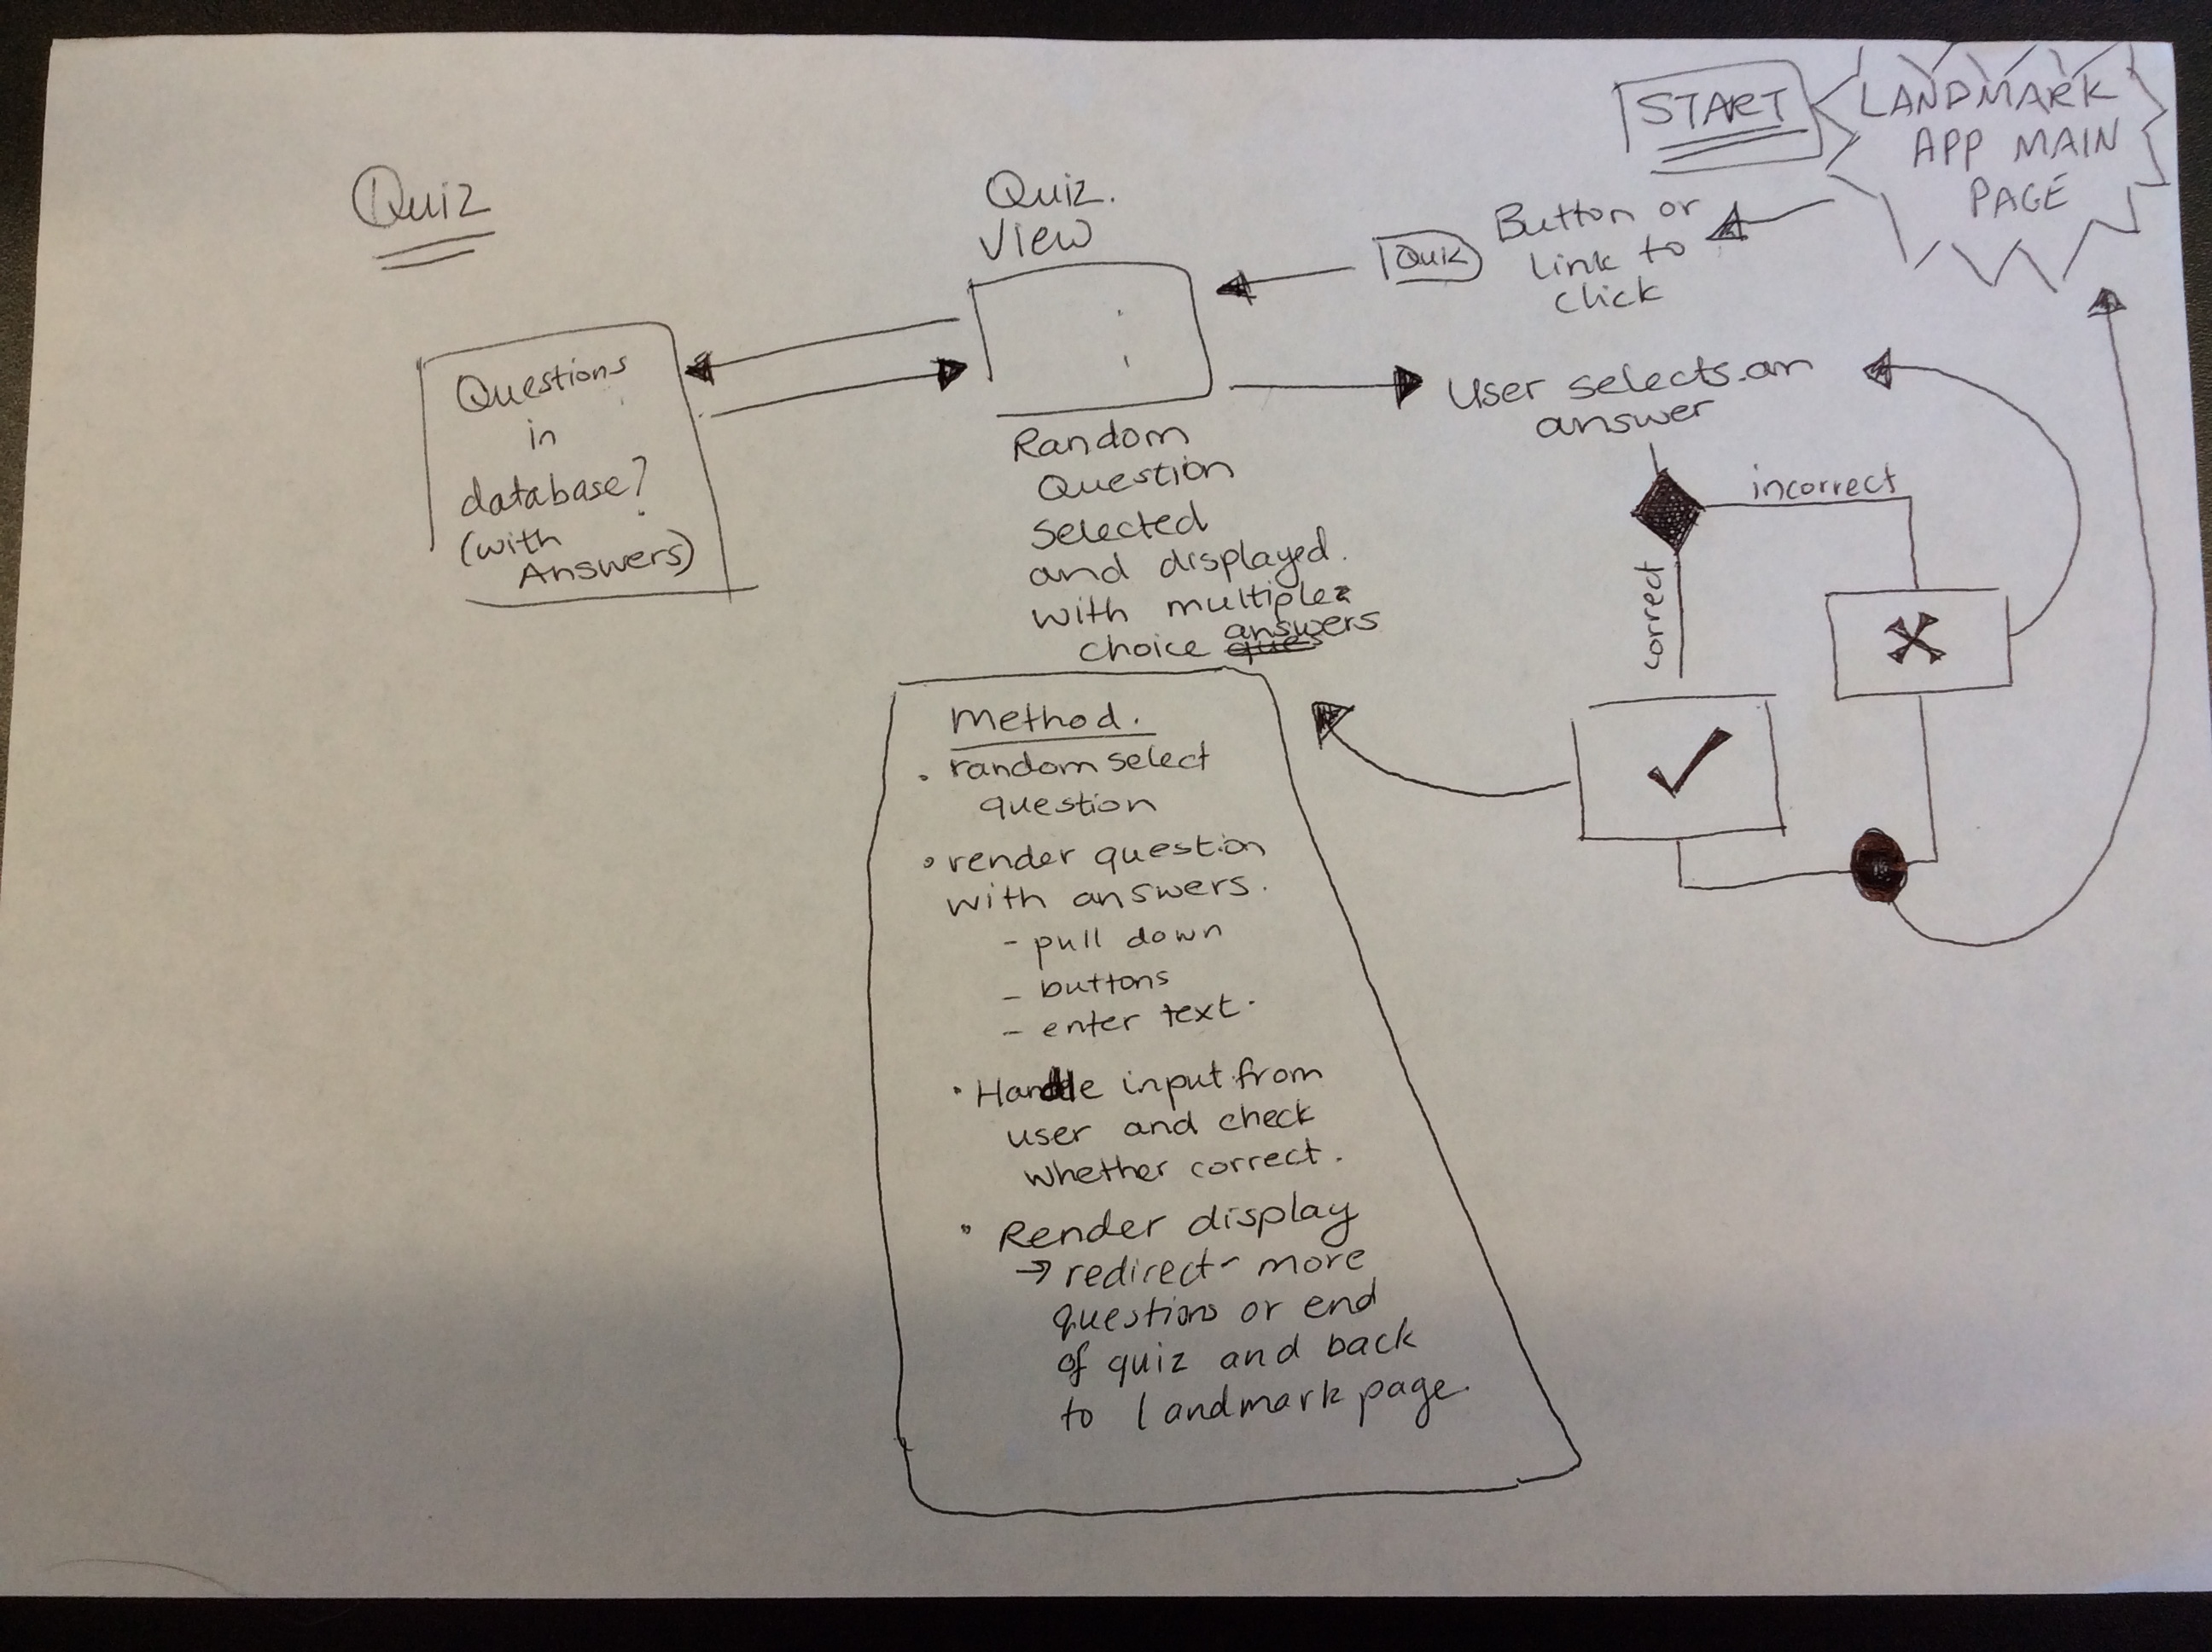 START
LANDMARK
APP MAIN
PAGE
Quiz
Quiz.
View
Quiz
Button or
link to
click
Questions
in
database?
(with
Answers)
Random
Question
Selected
and displayed.
with multiple
choice ques answers
User selects an
answer
incorrect
correct
Method.
• random select
question
• render question
with answers.
- pull down
- buttons
- enter text.
• Handle input from
user and check
whether correct.
• Render display
→ redirect - more
questions or end
of quiz and back
to landmark page.